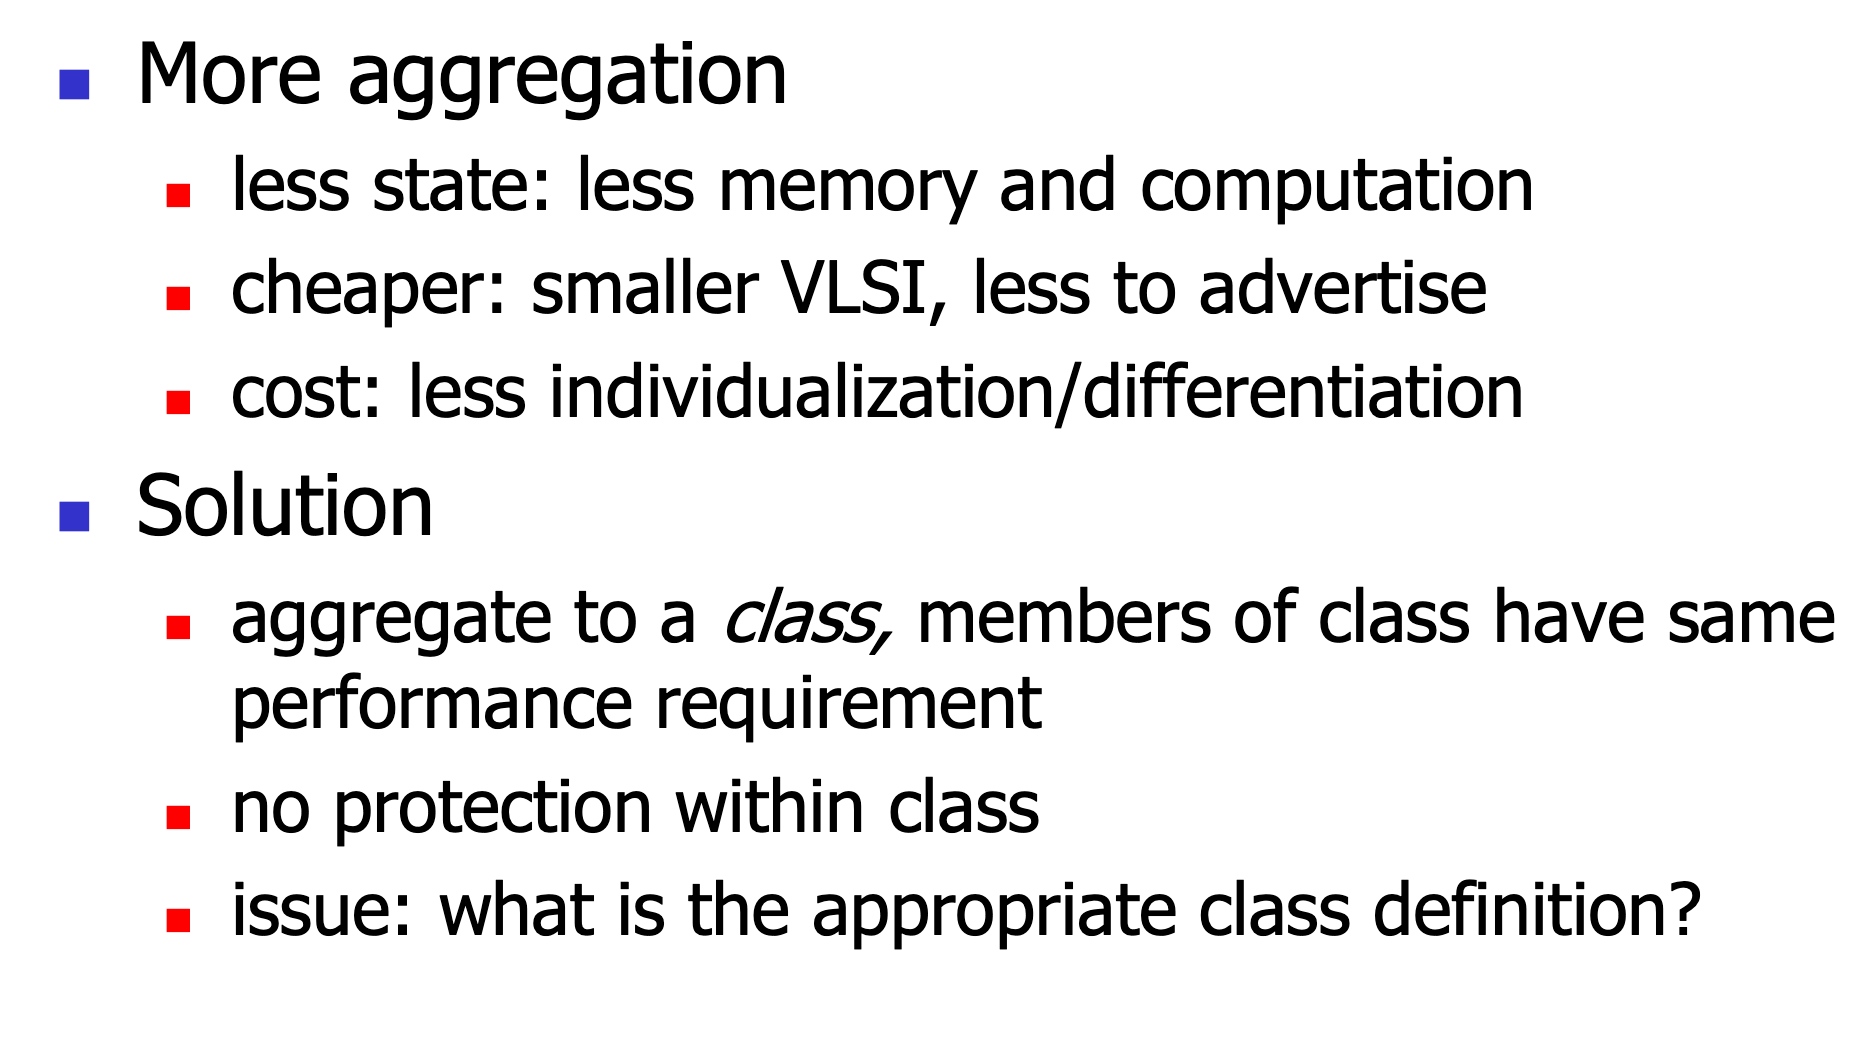 More aggregation
less state: less memory and computation
cheaper: smaller VLSI, less to advertise
cost: less individualization/differentiation
Solution
aggregate to a class, members of class have same
performance requirement
no protection within class
issue: what is the appropriate class definition?